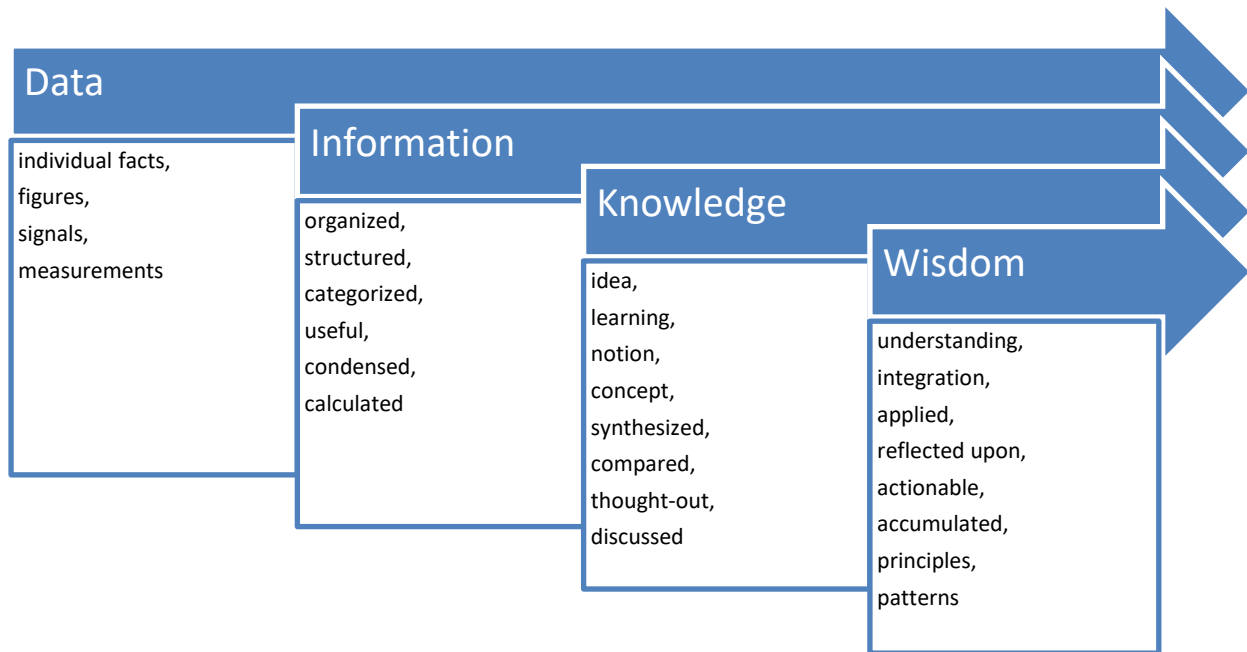 Data
individual facts,
figures,
signals,
measurements
Information
organized,
structured,
categorized,
useful,
condensed,
calculated
Knowledge
idea,
learning,
notion,
concept,
synthesized,
compared,
thought-out,
discussed
Wisdom
understanding,
integration,
applied,
reflected upon,
actionable,
accumulated,
principles,
patterns